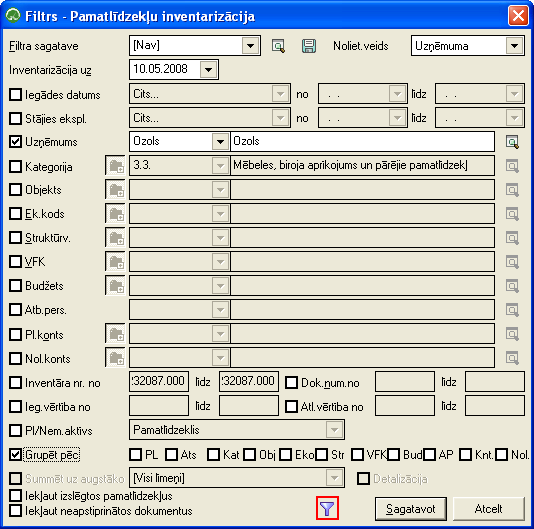 Filtrs - Pamatlīdzekļu inventarizācija
Filtra sagatave [Nav] Noliet.veids Uzņēmuma
Inventarizācija uz 10.05.2008
Iegādes datums Cits... no . . līdz . .
Stājies ekspl. Cits... no . . līdz . .
Uzņēmums Ozols Ozols
Kategorija 3.3. Mēbeles, biroja aprīkojums un pārējie pamatlīdzekļ
Objekts
Ek.kods
Struktūrv.
VFK
Budžets
Atb.pers.
Pl.konts
Nol.konts
Inventāra nr. no 32087.000 līdz 32087.000 Dok.num.no līdz
Ieg.vērtība no līdz Atl.vērtība no līdz
Pl/Nem.aktīvs Pamatlīdzeklis
Grupēt pēc PL Ats Kat Obj Eko Str VFK Bud AP Knt. Nol.
Summēt uz augstāko [Visi līmeņi] Detalizācija
Iekļaut izslēgtos pamatlīdzekļus
Iekļaut neapstiprinātos dokumentus
Sagatavot Atcelt